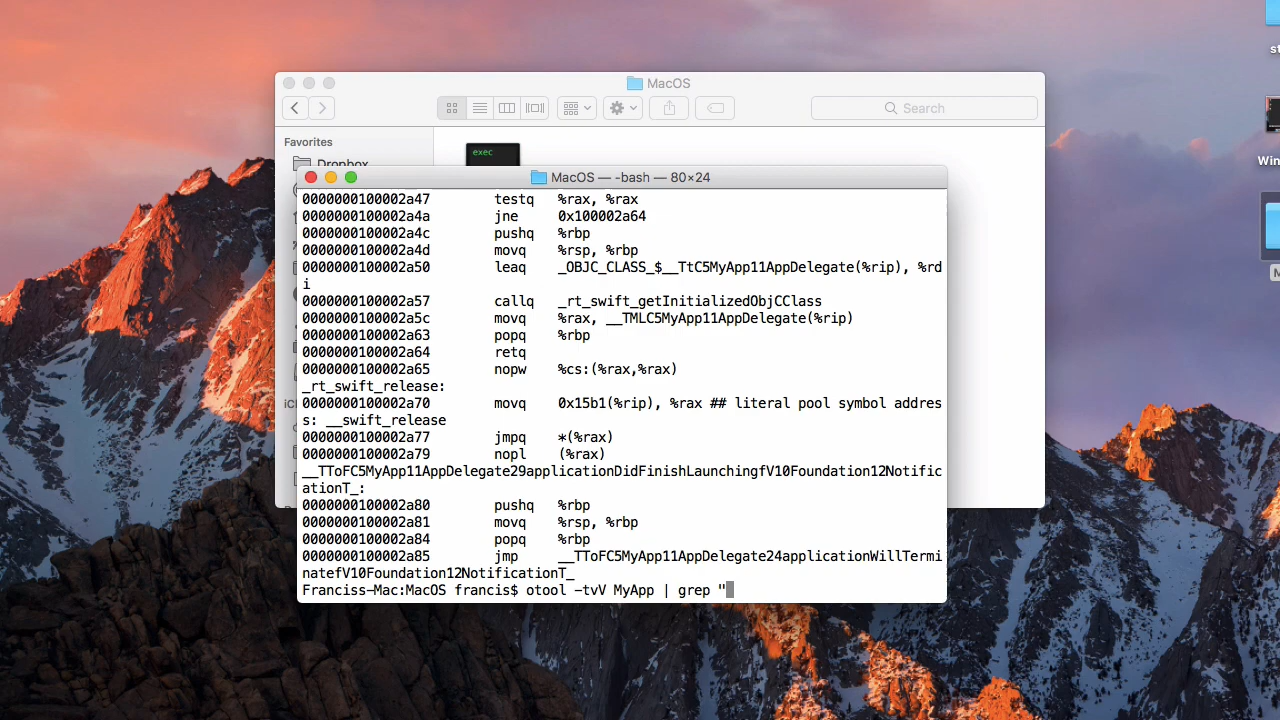 MacOS
Search
Favorites
Dropbox
exec
MacOS — -bash — 80×24
0000000100002a47 testq %rax, %rax
0000000100002a4a jne 0x100002a64
0000000100002a4c pushq %rbp
0000000100002a4d movq %rsp, %rbp
0000000100002a50 leaq _OBJC_CLASS_$__TtC5MyApp11AppDelegate(%rip), %rd
i
0000000100002a57 callq _rt_swift_getInitializedObjCClass
0000000100002a5c movq %rax, __TMLC5MyApp11AppDelegate(%rip)
0000000100002a63 popq %rbp
0000000100002a64 retq
0000000100002a65 nopw %cs:(%rax,%rax)
_rt_swift_release:
0000000100002a70 movq 0x15b1(%rip), %rax ## literal pool symbol addres
s: __swift_release
0000000100002a77 jmpq *(%rax)
0000000100002a79 nopl (%rax)
__TToFC5MyApp11AppDelegate29applicationDidFinishLaunchingfV10Foundation12Notific
ationT_:
0000000100002a80 pushq %rbp
0000000100002a81 movq %rsp, %rbp
0000000100002a84 popq %rbp
0000000100002a85 jmp __TToFC5MyApp11AppDelegate24applicationWillTermi
natefV10Foundation12NotificationT_
Franciss-Mac:MacOS francis$ otool -tvV MyApp | grep "
st
Win